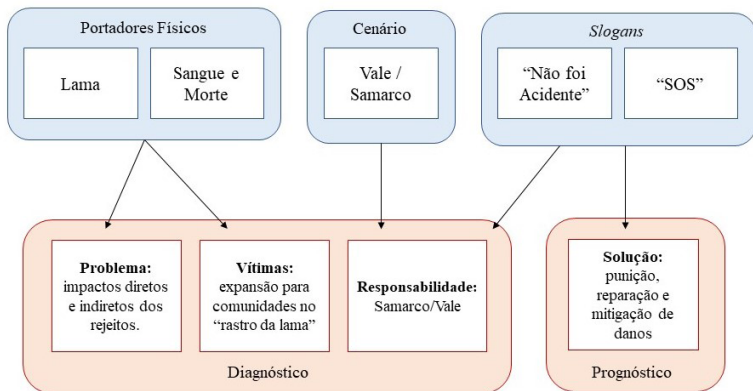 Portadores Físicos
Lama
Sangue e
Morte
Cenário
Vale /
Samarco
Slogans
“Não foi
Acidente”
“SOS”
Problema:
impactos diretos
e indiretos dos
rejeitos.
Vítimas:
expansão para
comunidades no
“rastro da lama”
Responsabilidade:
Samarco/Vale
Diagnóstico
Solução:
punição,
reparação e
mitigação de
danos
Prognóstico